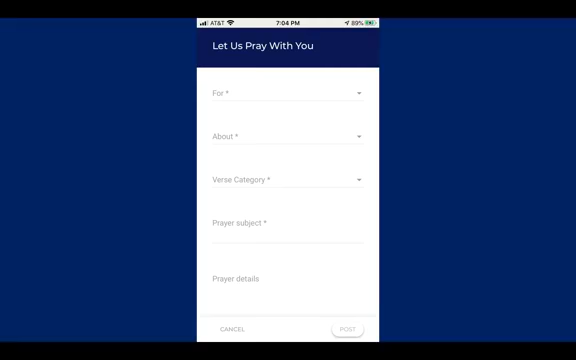 AT&T 7:04 PM 89%
Let Us Pray With You
For *
About *
Verse Category *
Prayer subject *
Prayer details
CANCEL POST